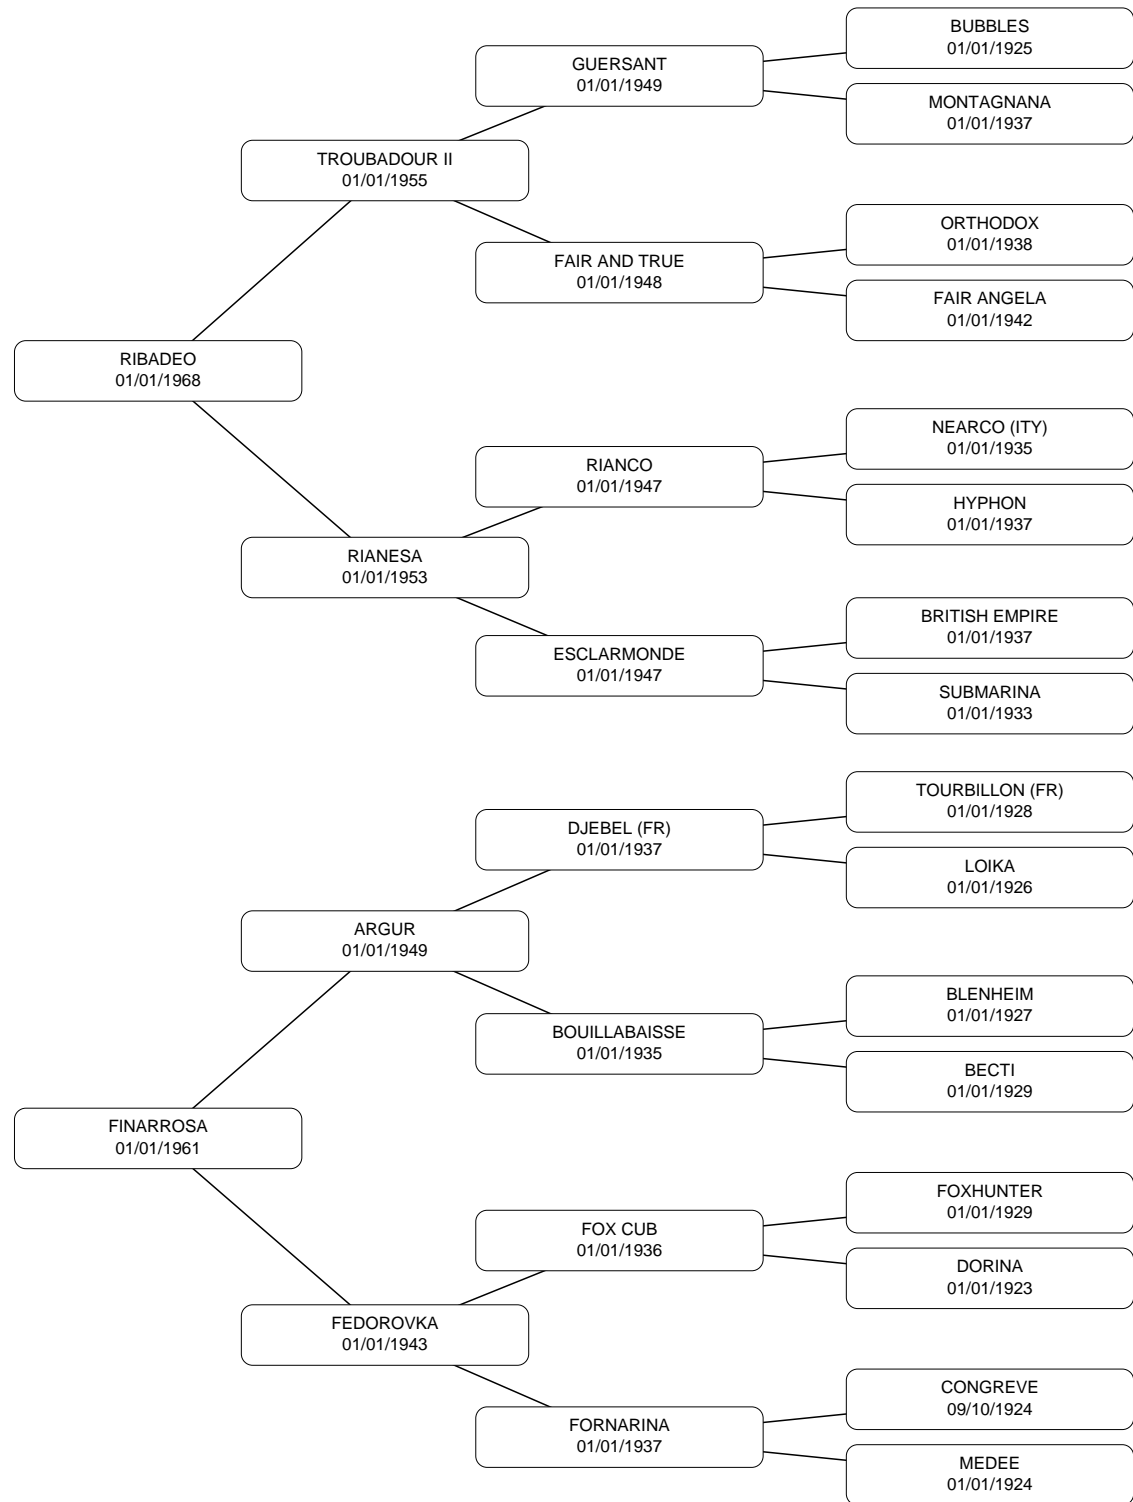 BUBBLES
01/01/1925
GUERSANT
01/01/1949
MONTAGNANA
01/01/1937
TROUBADOUR II
01/01/1955
ORTHODOX
01/01/1938
FAIR AND TRUE
01/01/1948
FAIR ANGELA
01/01/1942
RIBADEO
01/01/1968
NEARCO (ITY)
01/01/1935
RIANCO
01/01/1947
HYPHON
01/01/1937
RIANESA
01/01/1953
BRITISH EMPIRE
01/01/1937
ESCLARMONDE
01/01/1947
SUBMARINA
01/01/1933
TOURBILLON (FR)
01/01/1928
DJEBEL (FR)
01/01/1937
LOIKA
01/01/1926
ARGUR
01/01/1949
BLENHEIM
01/01/1927
BOUILLABAISSE
01/01/1935
BECTI
01/01/1929
FINARROSA
01/01/1961
FOXHUNTER
01/01/1929
FOX CUB
01/01/1936
DORINA
01/01/1923
FEDOROVKA
01/01/1943
CONGREVE
09/10/1924
FORNARINA
01/01/1937
MEDEE
01/01/1924